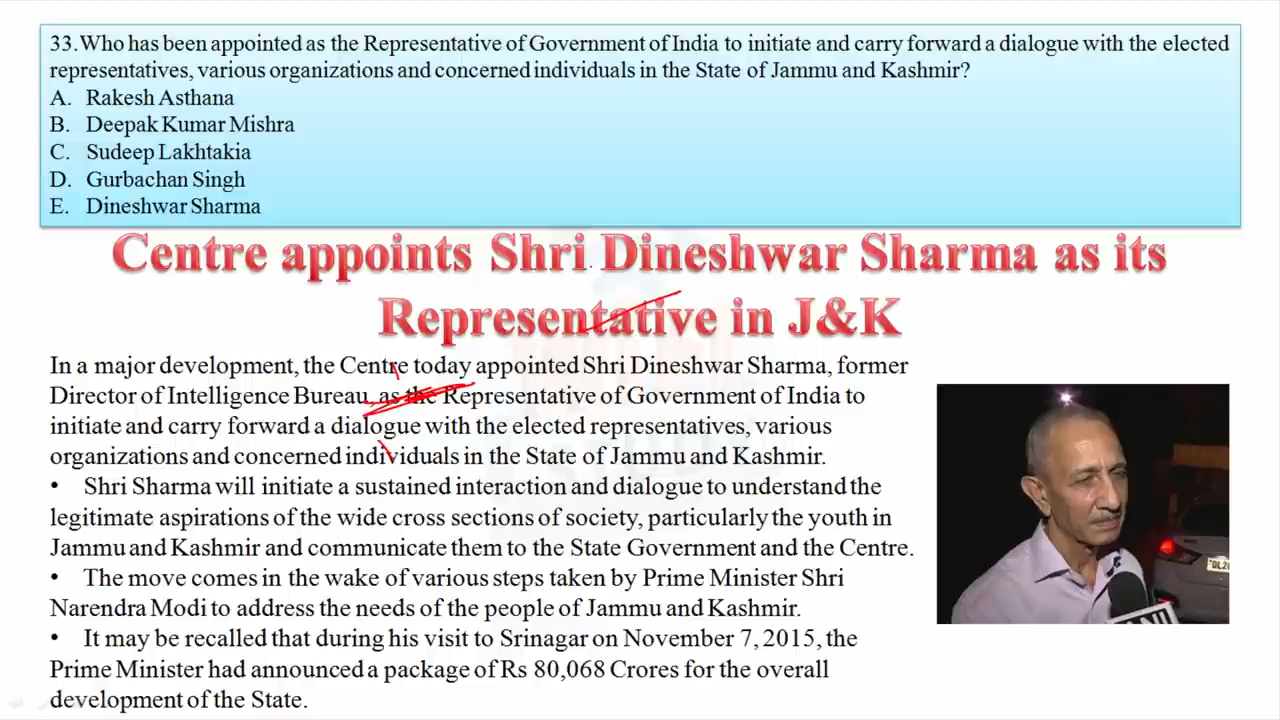 33.Who has been appointed as the Representative of Government of India to initiate and carry forward a dialogue with the elected
representatives, various organizations and concerned individuals in the State of Jammu and Kashmir?
A. Rakesh Asthana
B. Deepak Kumar Mishra
C. Sudeep Lakhtakia
D. Gurbachan Singh
E. Dineshwar Sharma
Centre appoints Shri Dineshwar Sharma as its
Representative in J&K
In a major development, the Centre today appointed Shri Dineshwar Sharma, former
Director of Intelligence Bureau, as the Representative of Government of India to
initiate and carry forward a dialogue with the elected representatives, various
organizations and concerned individuals in the State of Jammu and Kashmir.
• Shri Sharma will initiate a sustained interaction and dialogue to understand the
legitimate aspirations of the wide cross sections of society, particularly the youth in
Jammu and Kashmir and communicate them to the State Government and the Centre.
• The move comes in the wake of various steps taken by Prime Minister Shri
Narendra Modi to address the needs of the people of Jammu and Kashmir.
• It may be recalled that during his visit to Srinagar on November 7, 2015, the
Prime Minister had announced a package of Rs 80,068 Crores for the overall
development of the State.
ANI